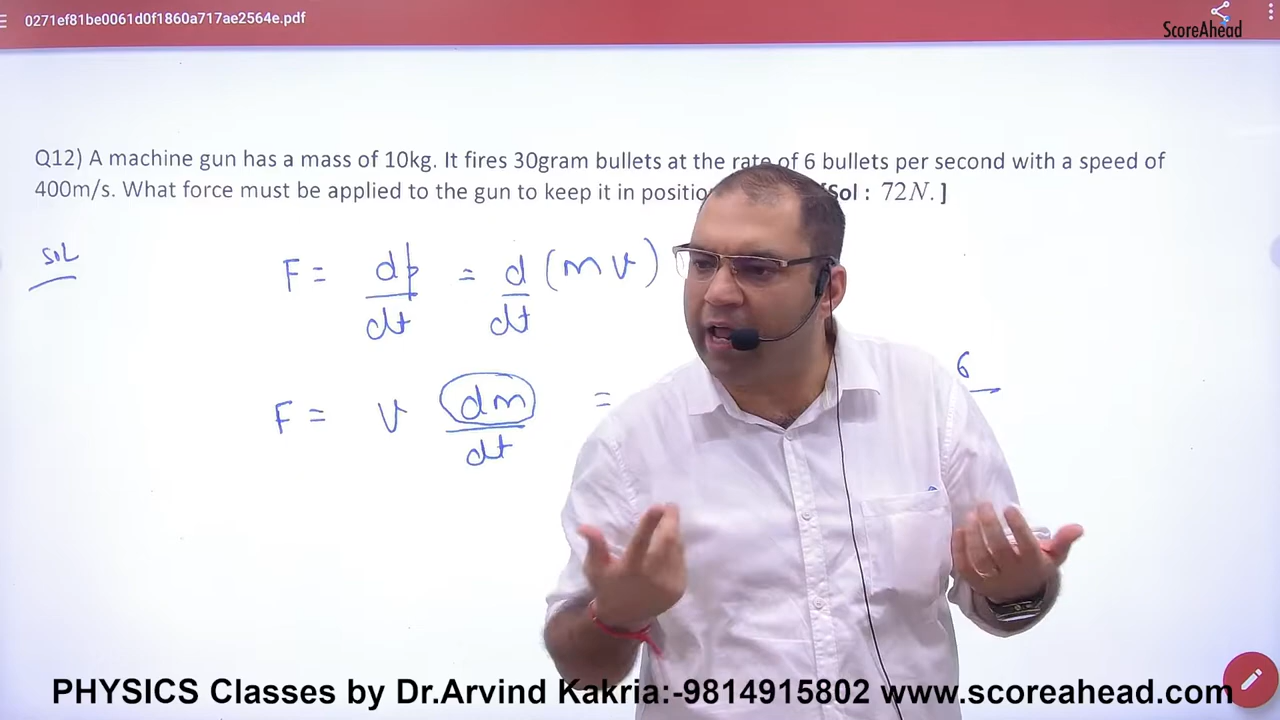 0271ef81be0061d0f1860a717ae2564e.pdf
ScoreAhead
Q12) A machine gun has a mass of 10kg. It fires 30gram bullets at the rate of 6 bullets per second with a speed of
400m/s. What force must be applied to the gun to keep it in position Sol : 72N. ]
SOL
F = dp/dt = d/dt (mv)
F = v dm/dt = 6
PHYSICS Classes by Dr.Arvind Kakria:-9814915802 www.scoreahead.com